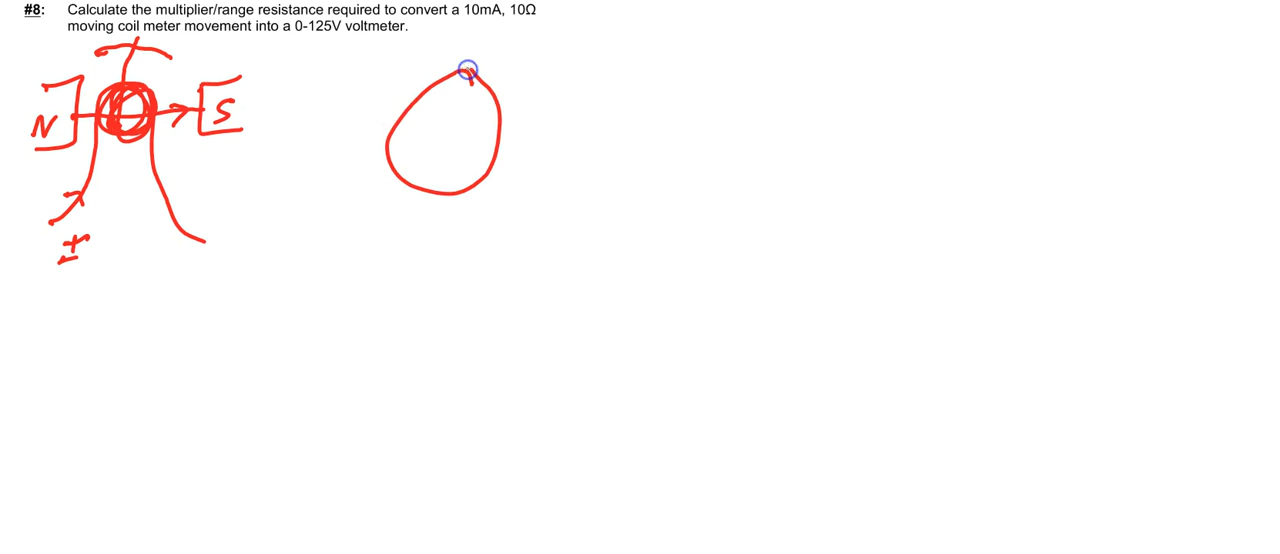 #8: Calculate the multiplier/range resistance required to convert a 10mA, 10Ω
moving coil meter movement into a 0-125V voltmeter.
N S
+